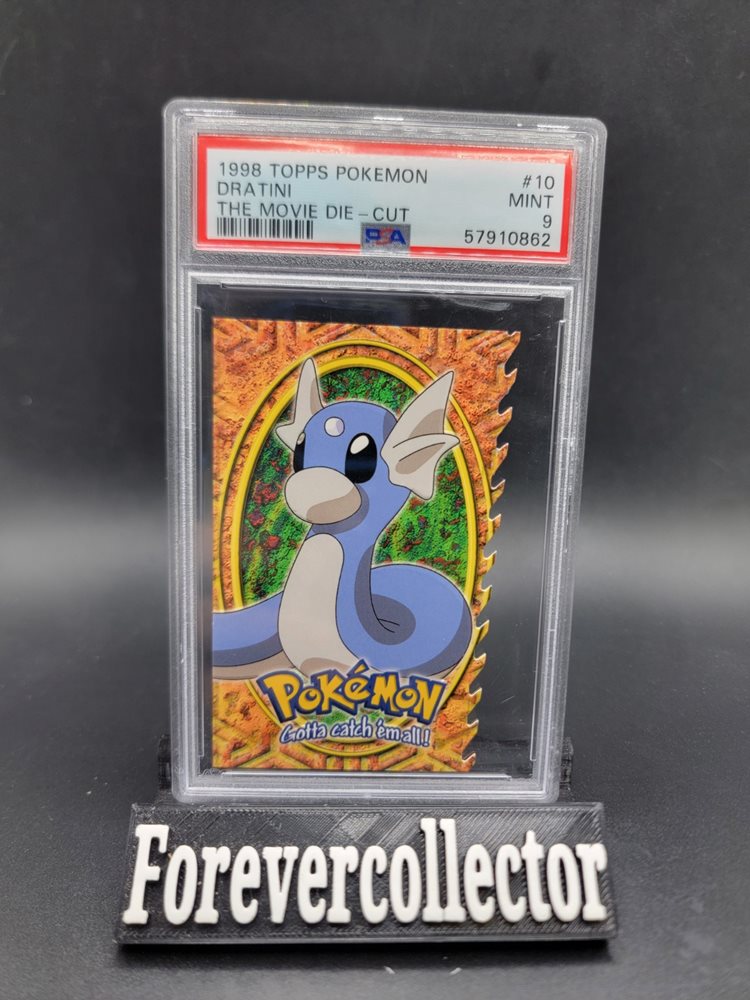 1998 TOPPS POKEMON #10
DRATINI MINT
THE MOVIE DIE-CUT 9
PSA 57910862
POKéMON
Gotta catch 'em all!
Forevercollector